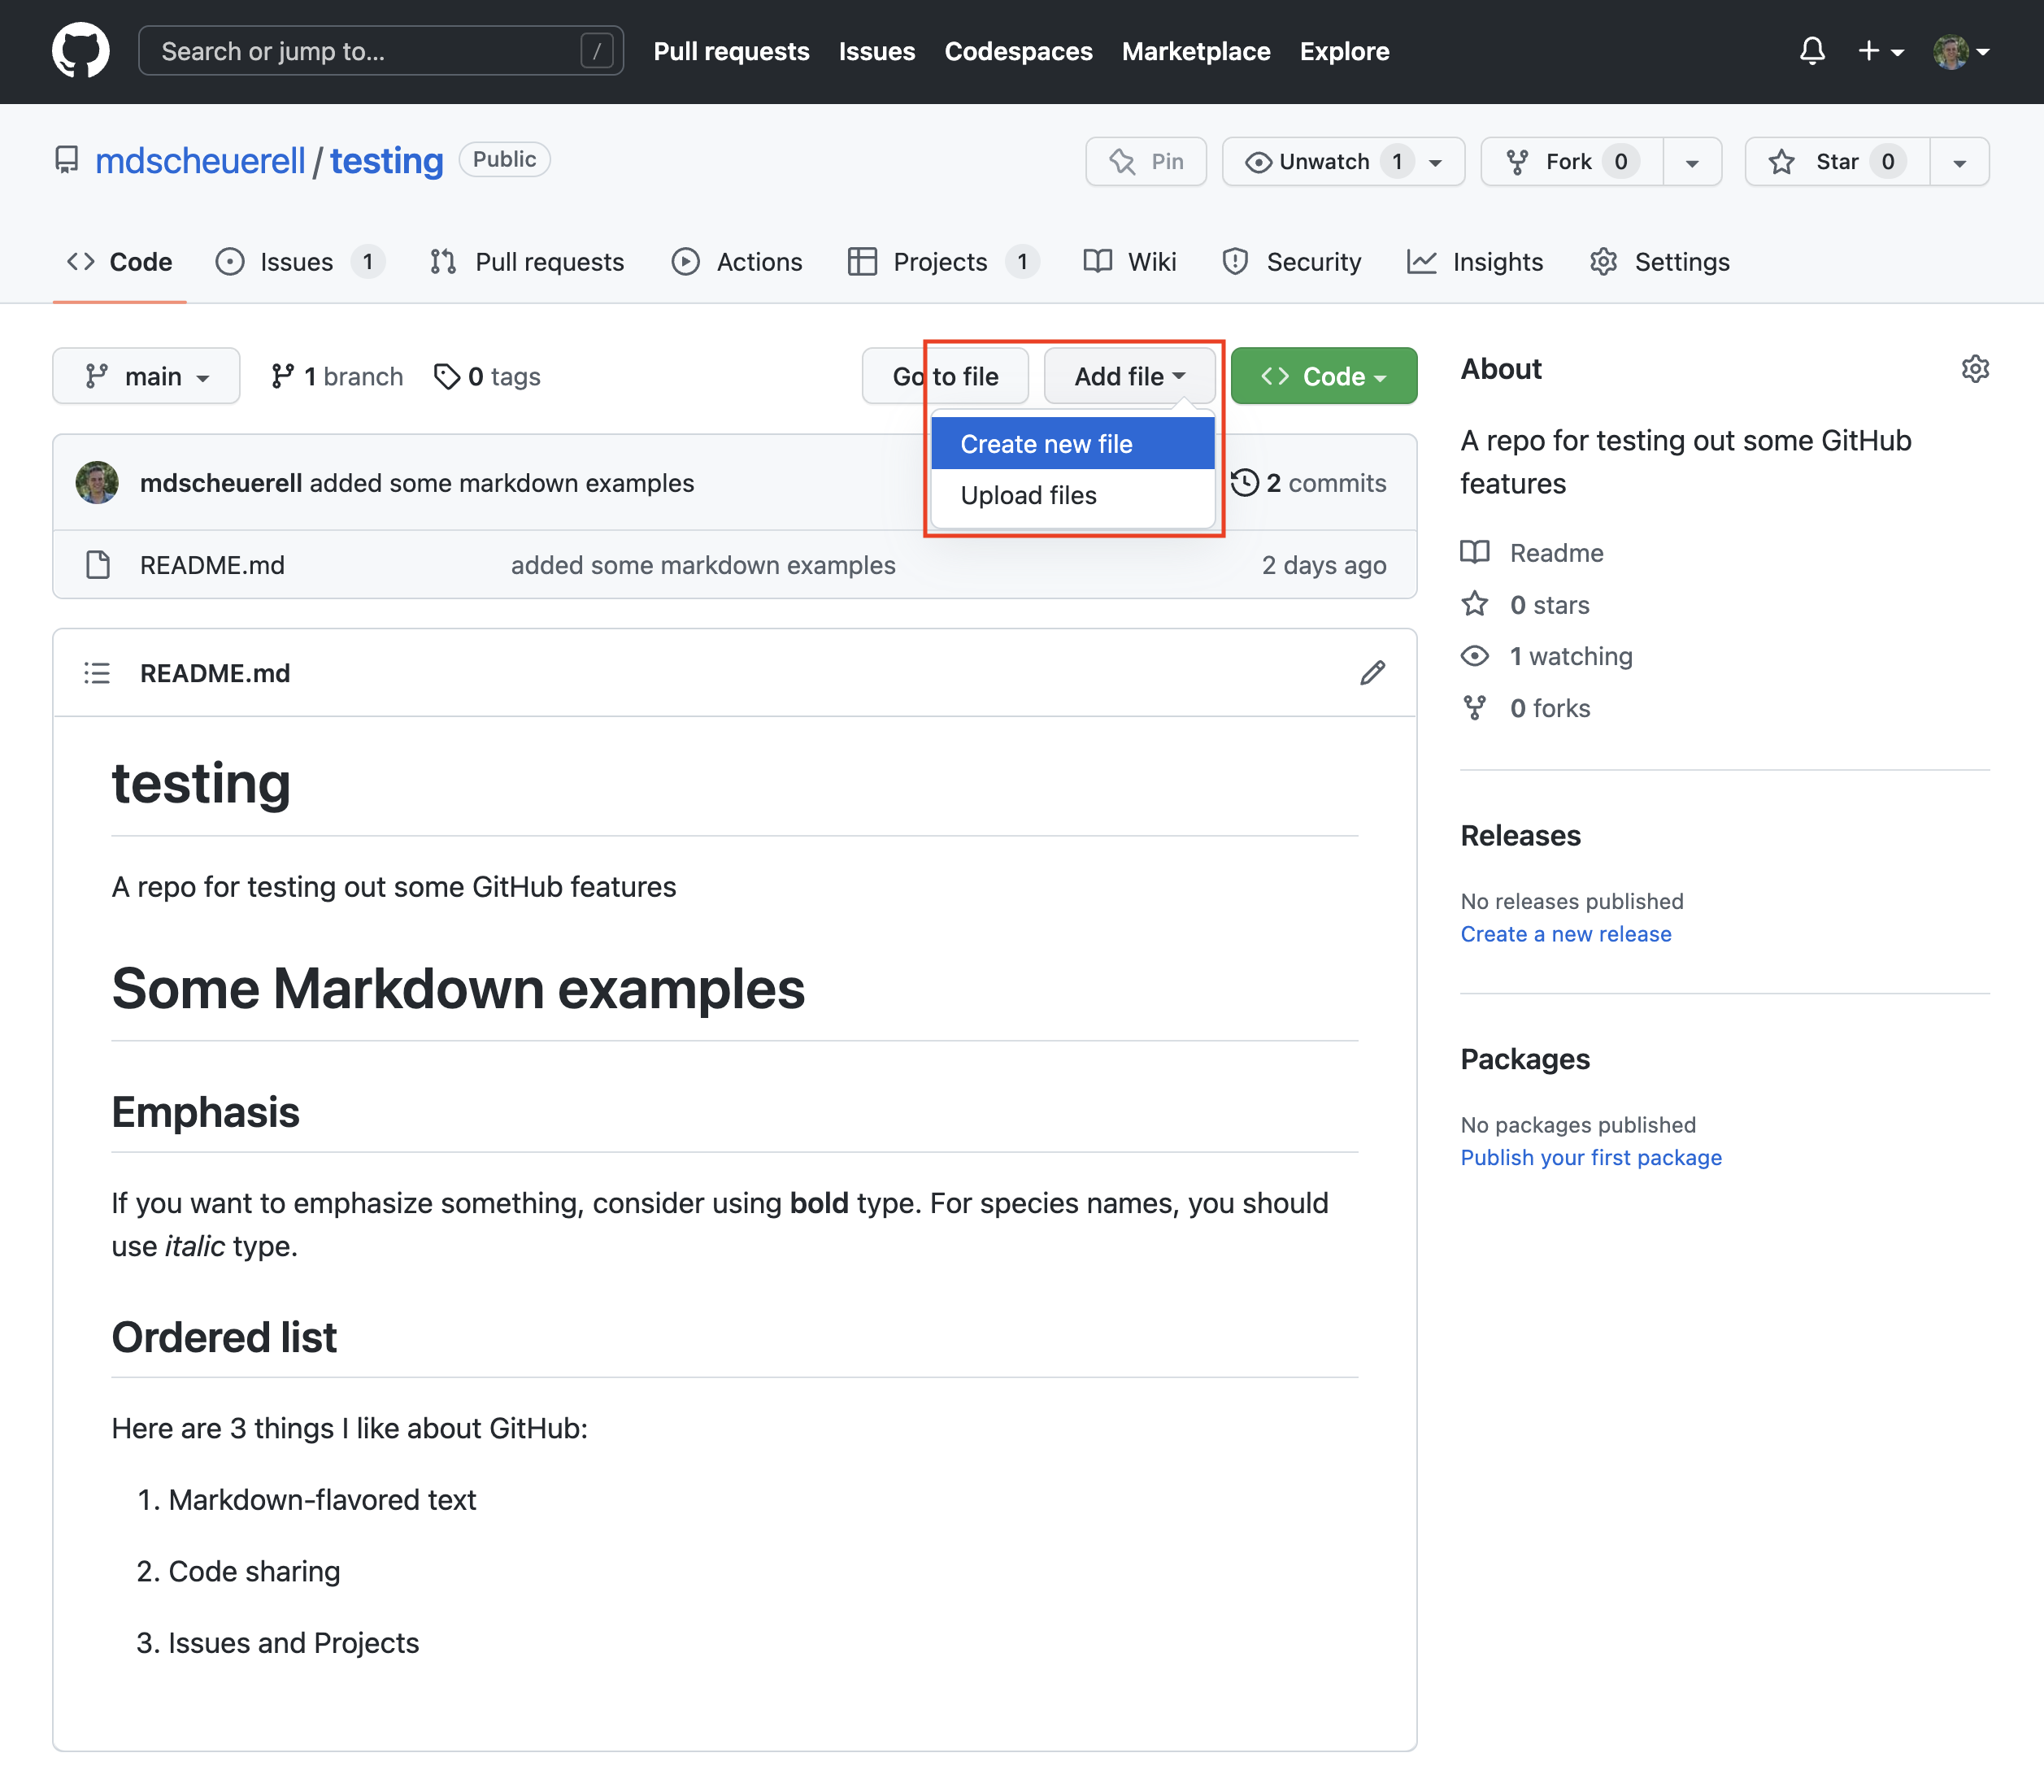 Search or jump to... /
Pull requests Issues Codespaces Marketplace Explore
mdscheuerell / testing Public
Pin Unwatch 1 Fork 0 Star 0
Code Issues 1 Pull requests Actions Projects 1 Wiki Security Insights Settings
main 1 branch 0 tags Go to file Add file Code
Create new file
Upload files
mdscheuerell added some markdown examples 2 commits
README.md added some markdown examples 2 days ago
README.md
testing
A repo for testing out some GitHub features
Some Markdown examples
Emphasis
If you want to emphasize something, consider using bold type. For species names, you should
use italic type.
Ordered list
Here are 3 things I like about GitHub:
1. Markdown-flavored text
2. Code sharing
3. Issues and Projects
About
A repo for testing out some GitHub
features
Readme
0 stars
1 watching
0 forks
Releases
No releases published
Create a new release
Packages
No packages published
Publish your first package